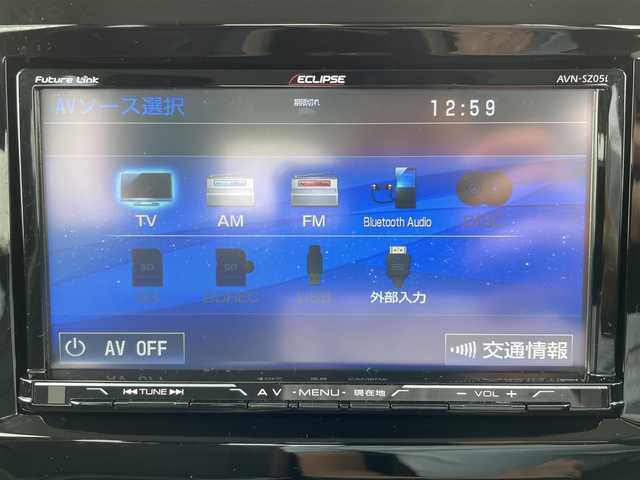 Future Link ECLIPSE
AVソース選択 12:59
TV AM FM Bluetooth Audio DISC
SD SDREC USB 外部入力
AV OFF 交通情報
TUNE AV MENU 現在地 − VOL +